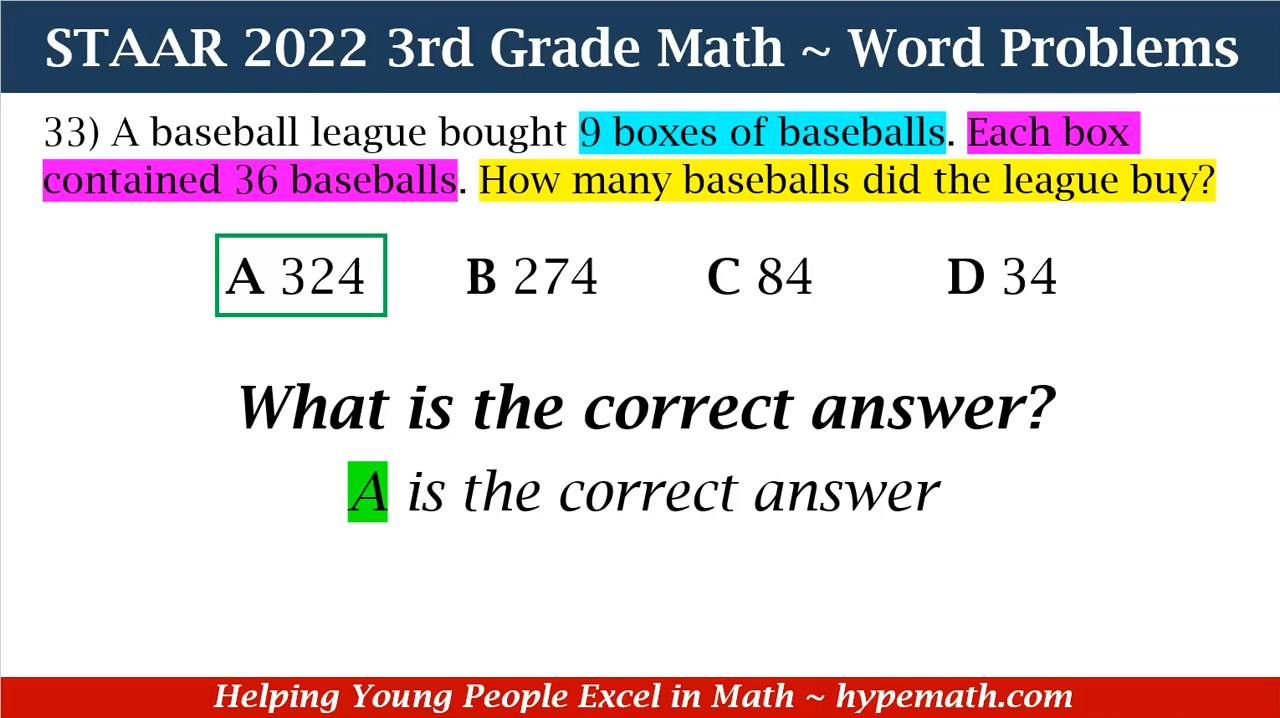 STAAR 2022 3rd Grade Math ~ Word Problems
33) A baseball league bought 9 boxes of baseballs. Each box
contained 36 baseballs. How many baseballs did the league buy?
A 324 B 274 C 84 D 34
What is the correct answer?
A is the correct answer
Helping Young People Excel in Math ~ hypemath.com